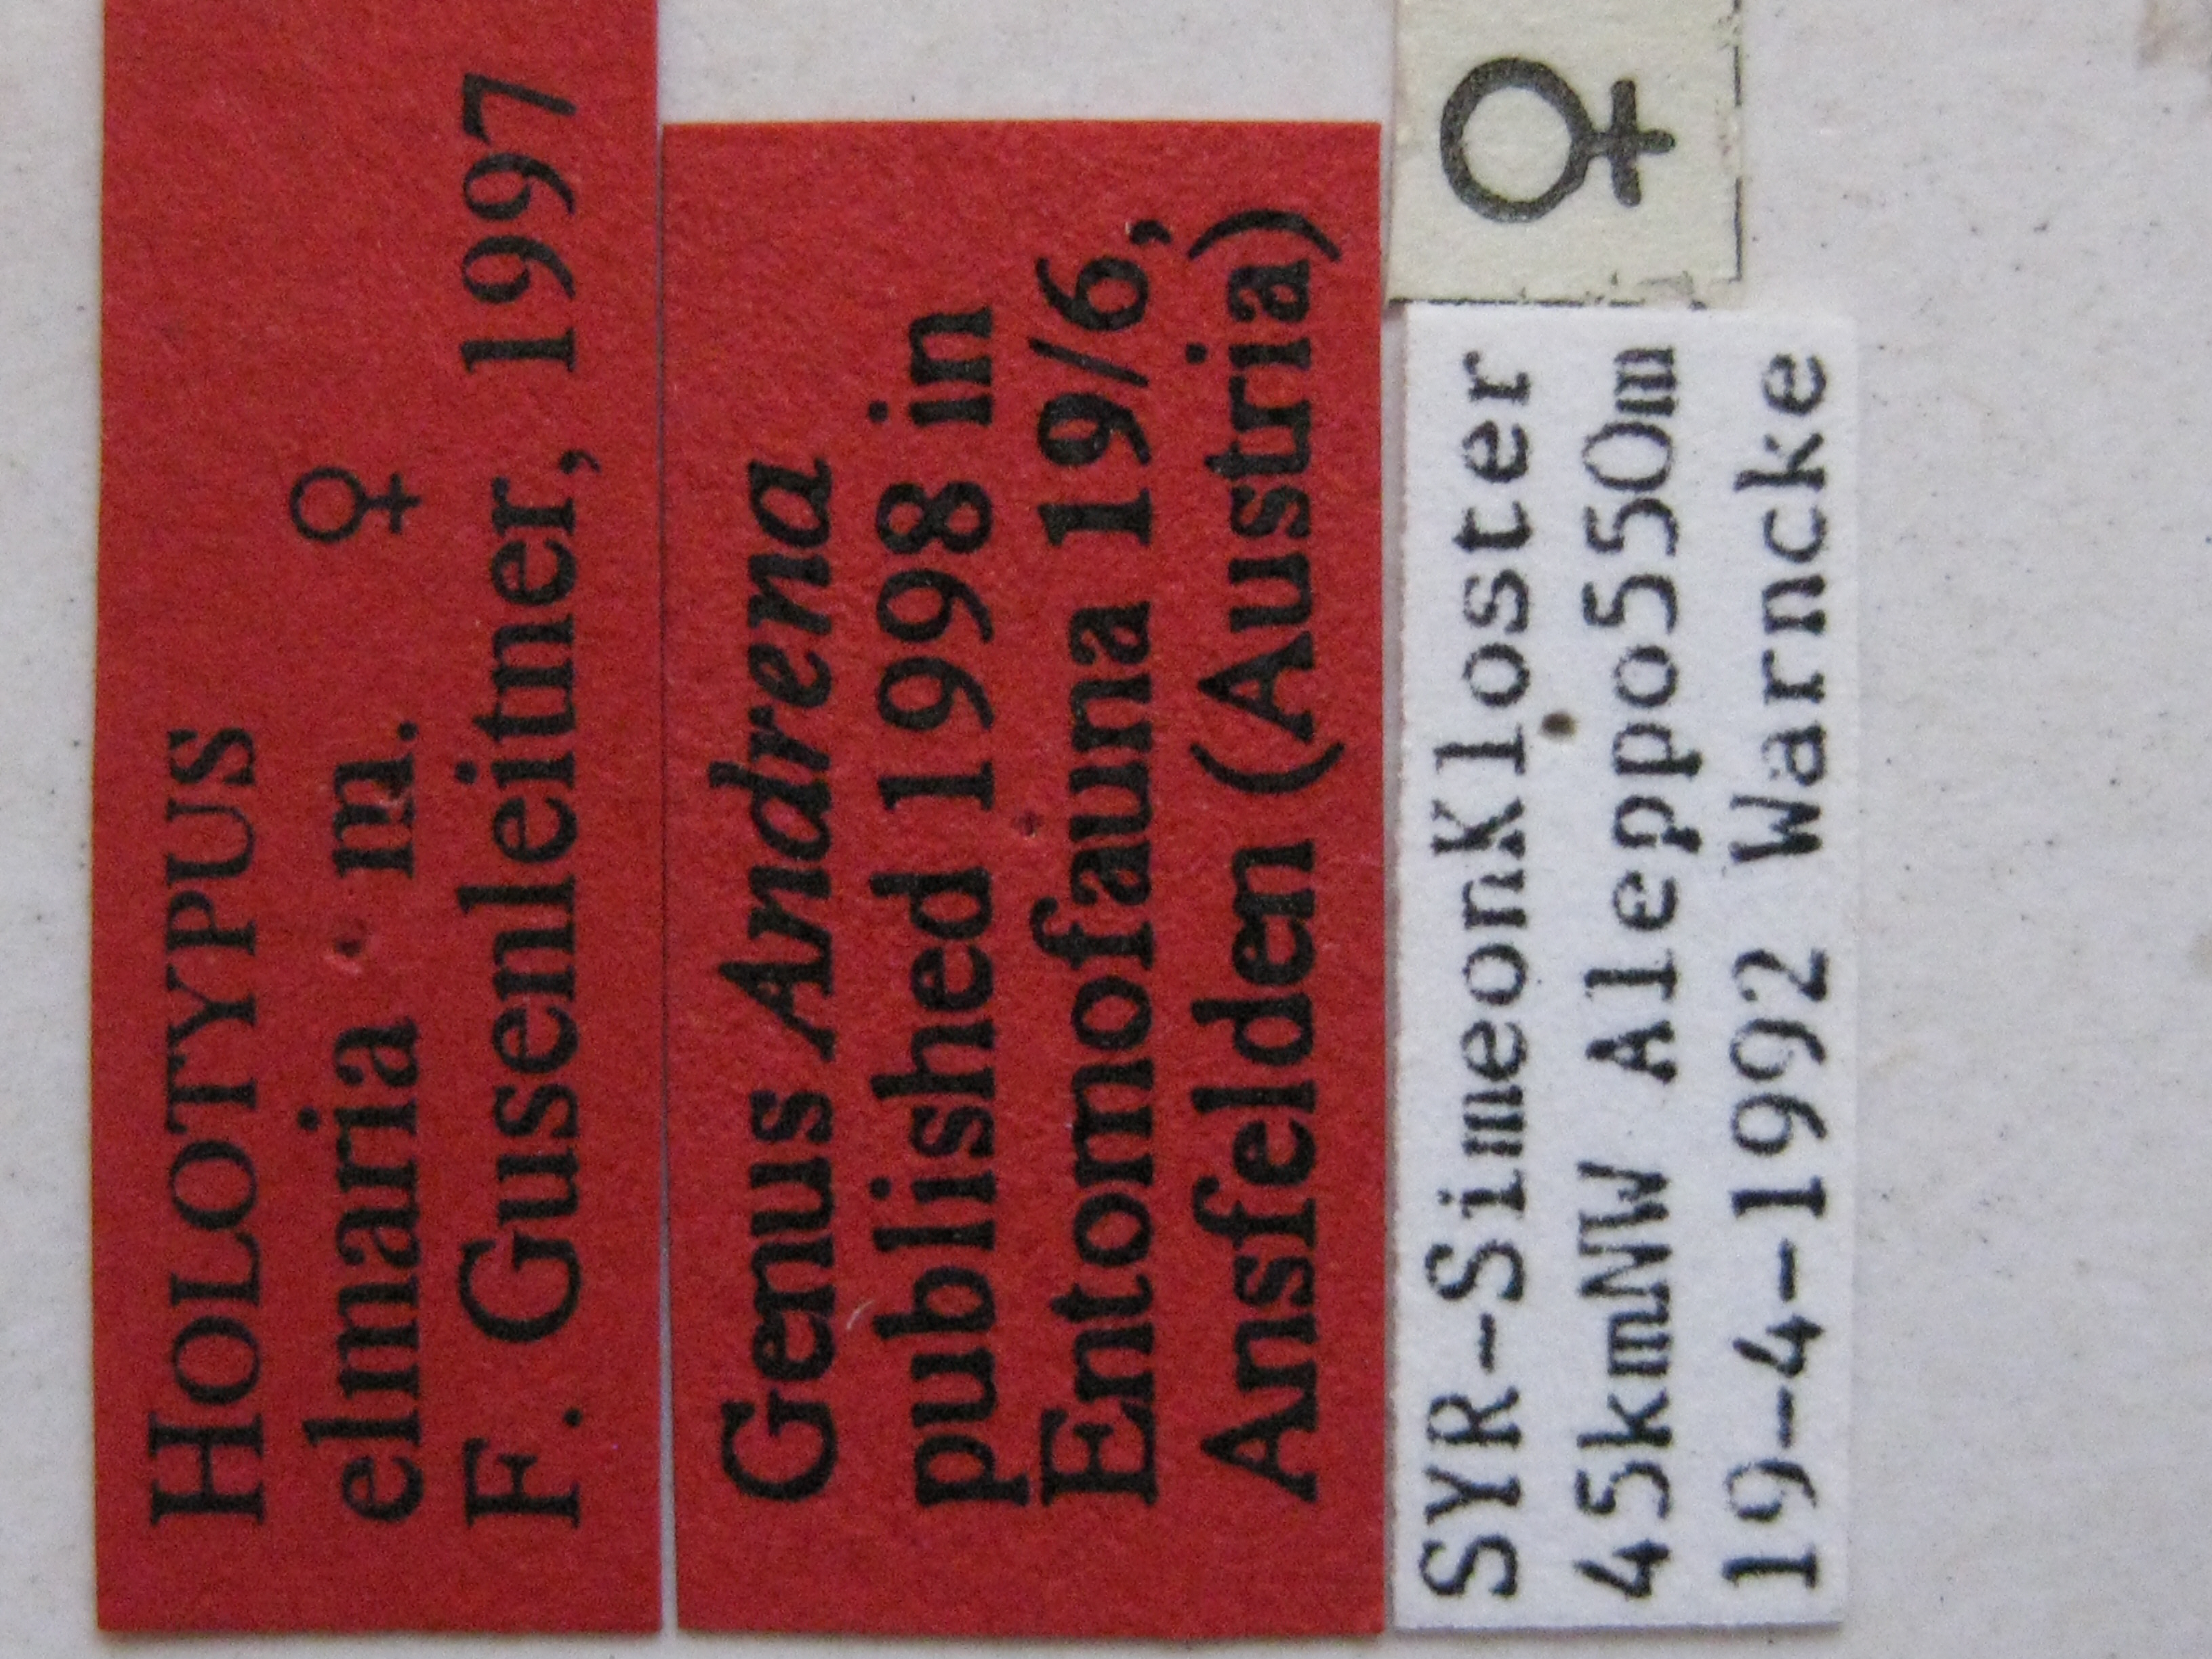 HOLOTYPUS
elmaria m. ♀
F. Gusenleitner, 1997
Genus Andrena
published 1998 in
Entomofauna 19/6,
Ansfelden (Austria)
♀
SYR-SimeonKloster
45kmNW Aleppo550m
19-4-1992 Warncke